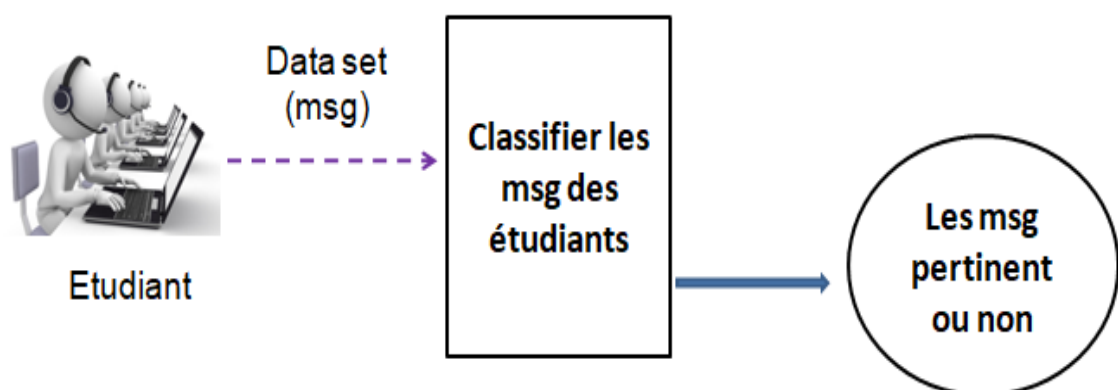 Data set
(msg)
Etudiant
Classifier les
msg des
étudiants
Les msg
pertinent
ou non